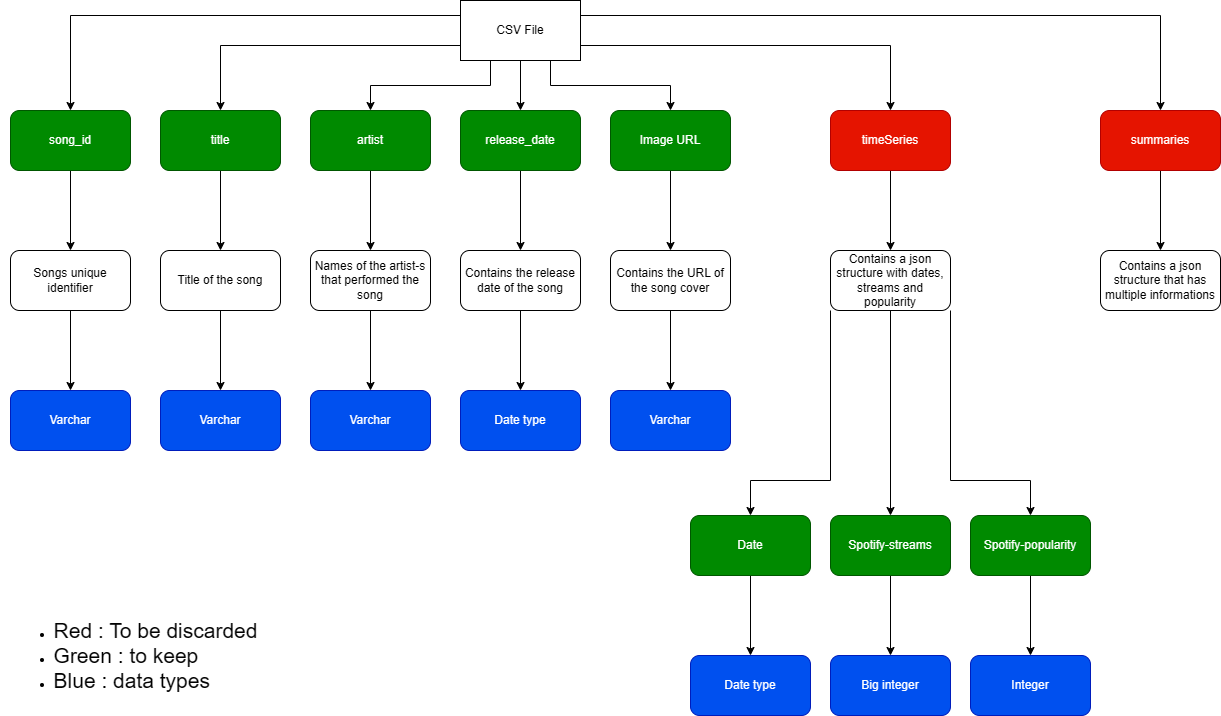 CSV File
song_id
title
artist
release_date
Image URL
timeSeries
summaries
Songs unique
identifier
Title of the song
Names of the artist-s
that performed the
song
Contains the release
date of the song
Contains the URL of
the song cover
Contains a json
structure with dates,
streams and
popularity
Contains a json
structure that has
multiple informations
Varchar
Varchar
Varchar
Date type
Varchar
Date
Spotify-streams
Spotify-popularity
Date type
Big integer
Integer
• Red : To be discarded
• Green : to keep
• Blue : data types